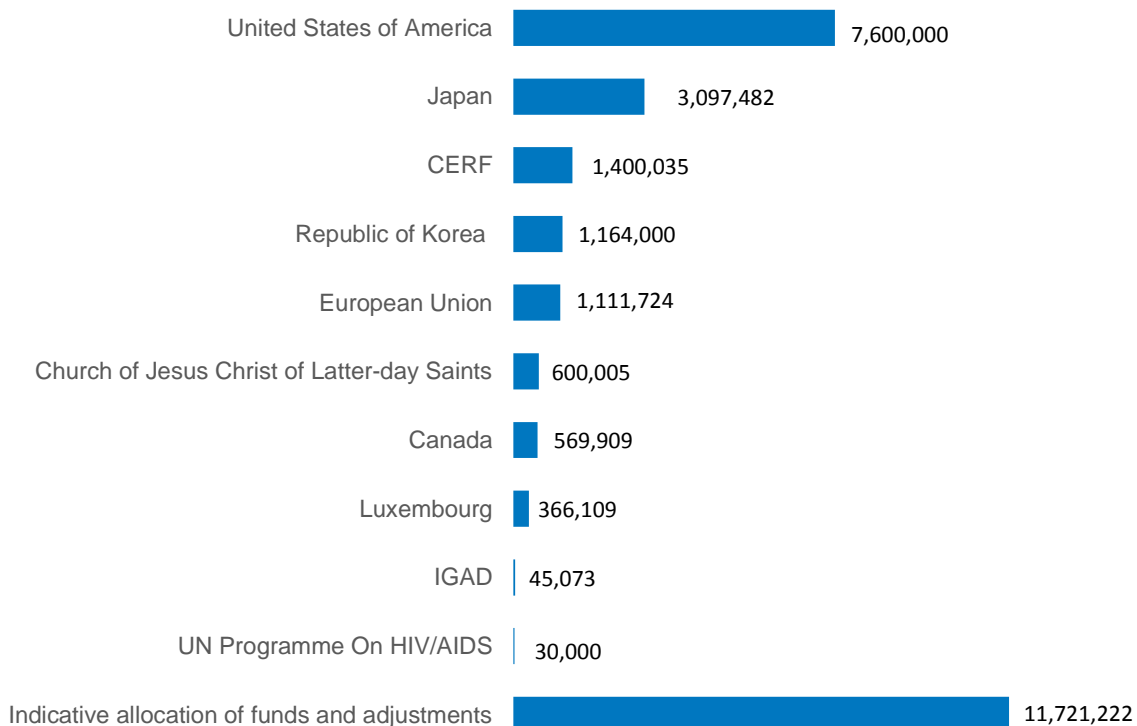 United States of America 7,600,000
Japan 3,097,482
CERF 1,400,035
Republic of Korea 1,164,000
European Union 1,111,724
Church of Jesus Christ of Latter-day Saints 600,005
Canada 569,909
Luxembourg 366,109
IGAD 45,073
UN Programme On HIV/AIDS 30,000
Indicative allocation of funds and adjustments 11,721,222